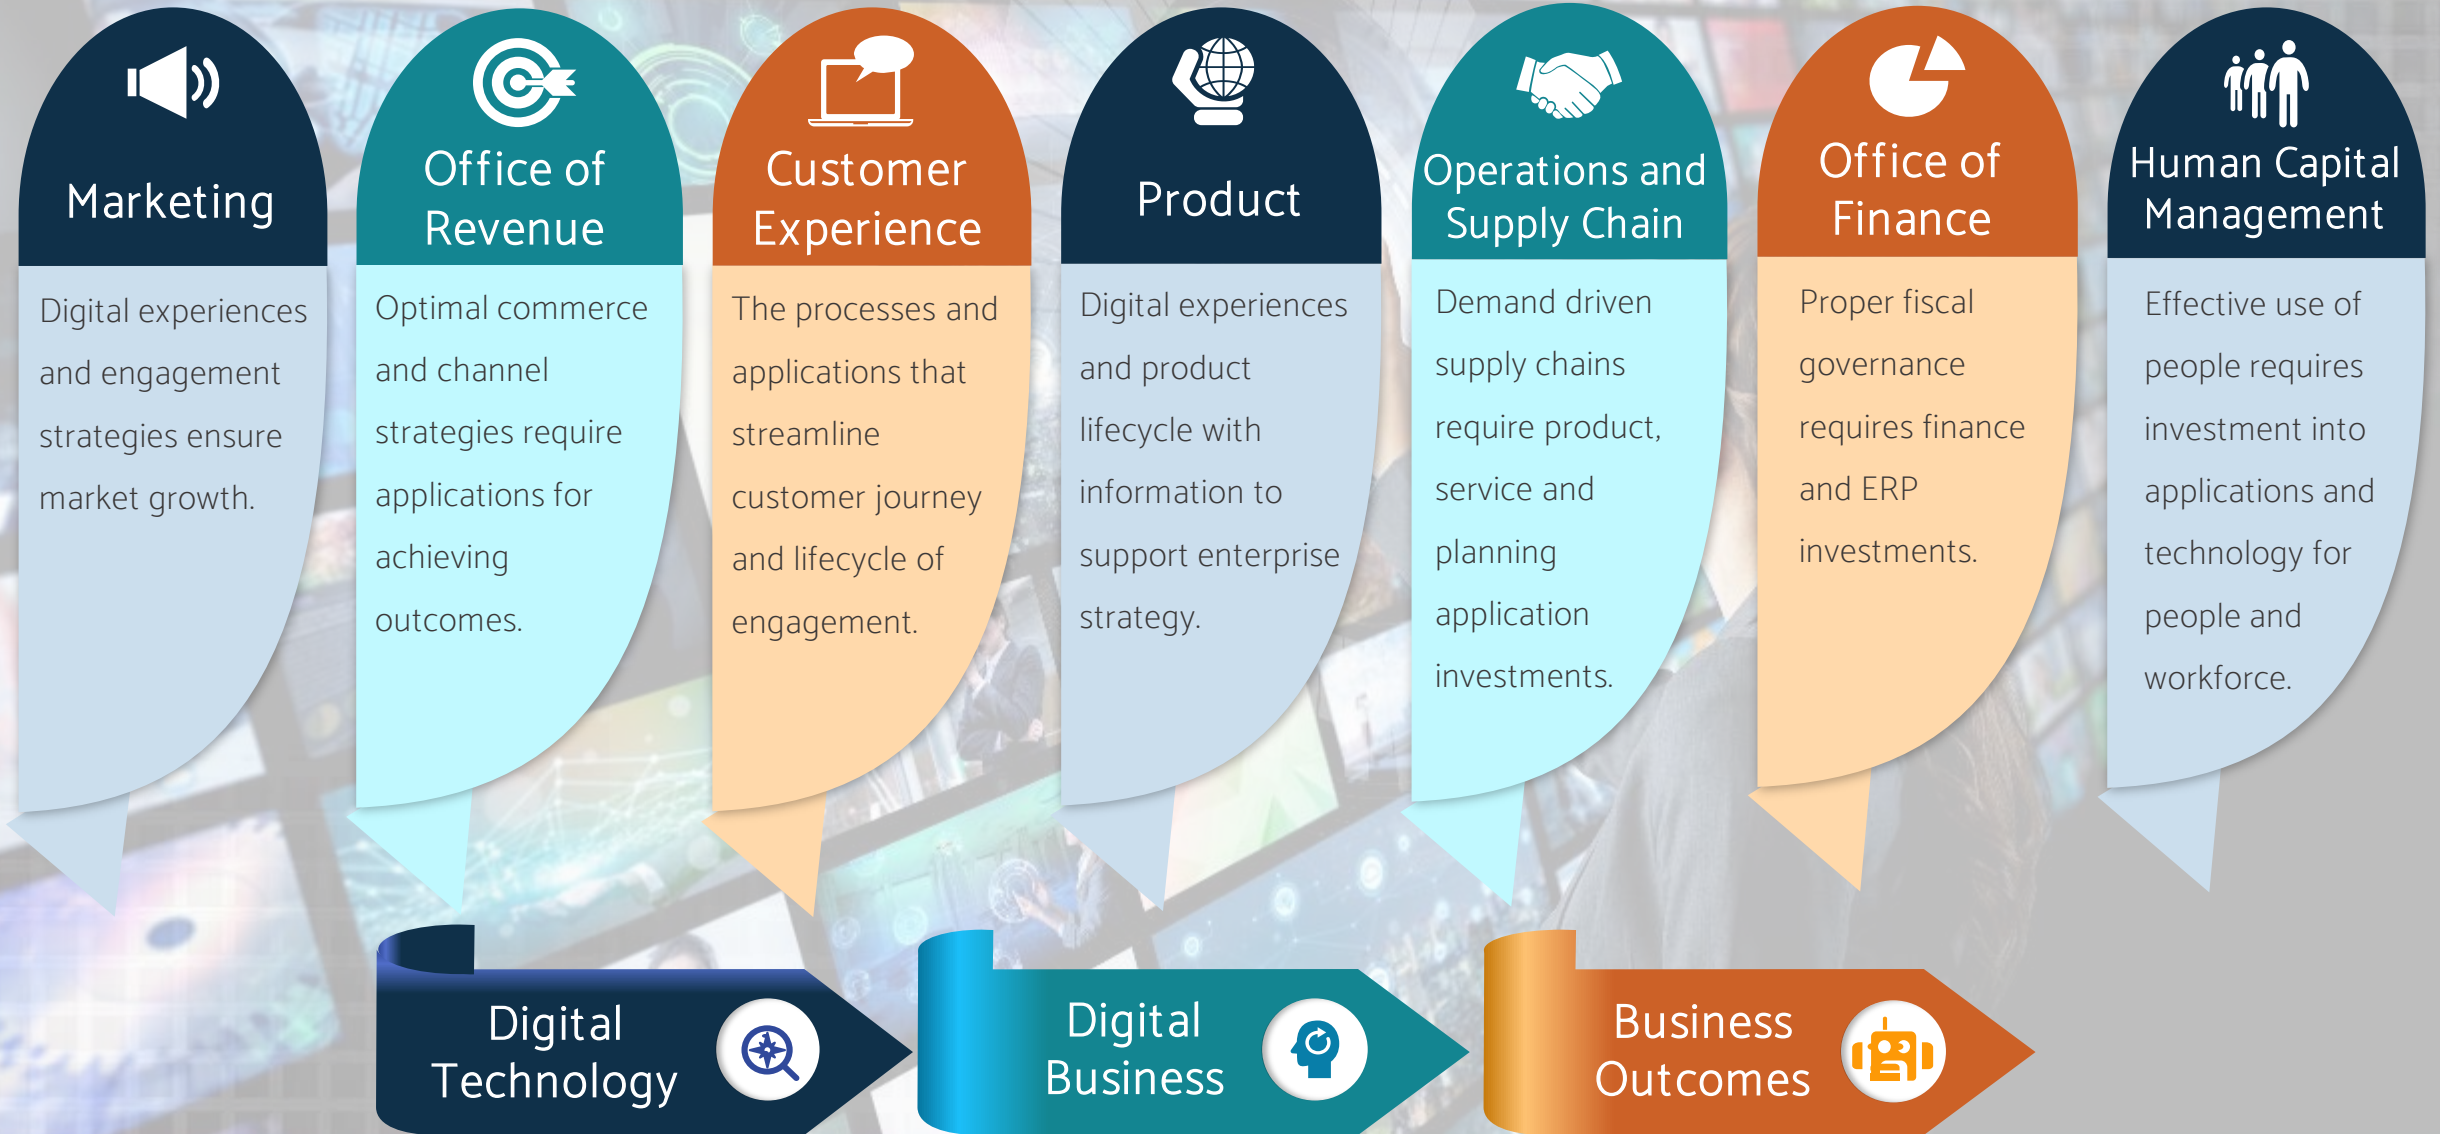 Marketing
Digital experiences
and engagement
strategies ensure
market growth.
Office of
Revenue
Optimal commerce
and channel
strategies require
applications for
achieving
outcomes.
Customer
Experience
The processes and
applications that
streamline
customer journey
and lifecycle of
engagement.
Product
Digital experiences
and product
lifecycle with
information to
support enterprise
strategy.
Operations and
Supply Chain
Demand driven
supply chains
require product,
service and
planning
application
investments.
Office of
Finance
Proper fiscal
governance
requires finance
and ERP
investments.
Human Capital
Management
Effective use of
people requires
investment into
applications and
technology for
people and
workforce.
Digital
Technology
Digital
Business
Business
Outcomes